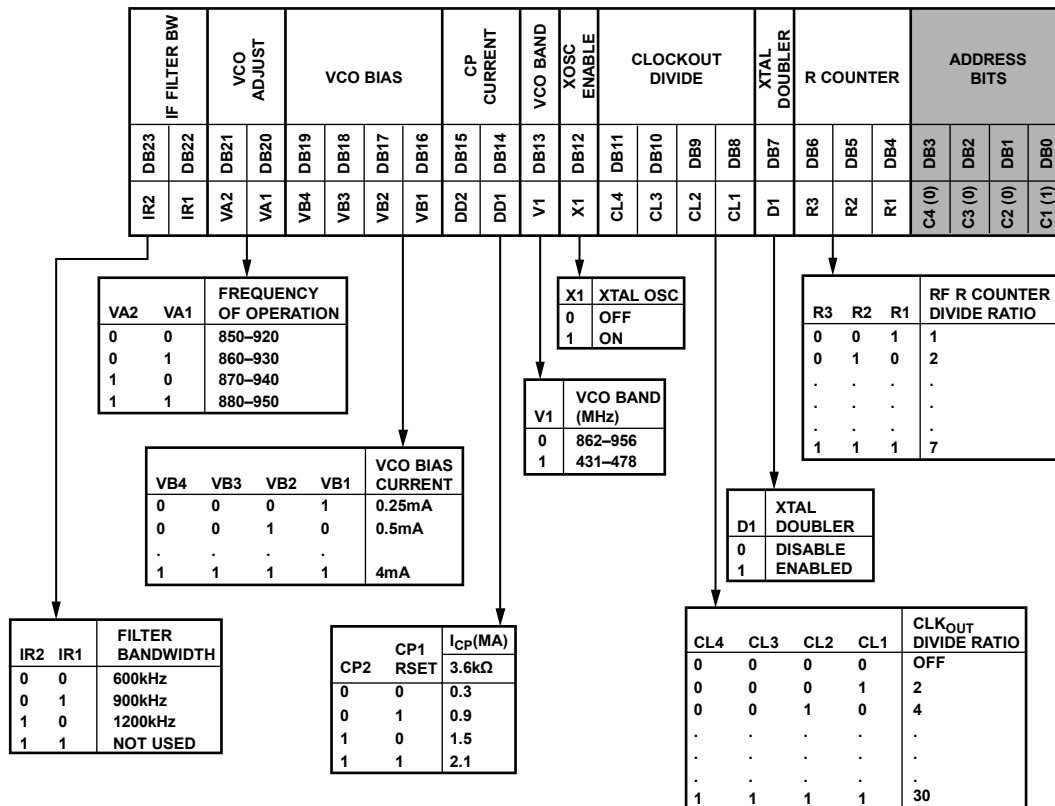 IF FILTER BW
VCO ADJUST
VCO BIAS
CP CURRENT
VCO BAND
XOSC ENABLE
CLOCKOUT DIVIDE
XTAL DOUBLER
R COUNTER
ADDRESS BITS
DB23 DB22 DB21 DB20 DB19 DB18 DB17 DB16 DB15 DB14 DB13 DB12 DB11 DB10 DB9 DB8 DB7 DB6 DB5 DB4 DB3 DB2 DB1 DB0
IR2 IR1 VA2 VA1 VB4 VB3 VB2 VB1 DD2 DD1 V1 X1 CL4 CL3 CL2 CL1 D1 R3 R2 R1 C4 (0) C3 (0) C2 (0) C1 (1)
VA2 VA1 FREQUENCY OF OPERATION
0 0 850–920
0 1 860–930
1 0 870–940
1 1 880–950
X1 XTAL OSC
0 OFF
1 ON
R3 R2 R1 RF R COUNTER DIVIDE RATIO
0 0 1 1
0 1 0 2
. . . .
. . . .
. . . .
1 1 1 7
V1 VCO BAND (MHz)
0 862–956
1 431–478
VB4 VB3 VB2 VB1 VCO BIAS CURRENT
0 0 0 1 0.25mA
0 0 1 0 0.5mA
. . .
1 1 1 1 4mA
D1 XTAL DOUBLER
0 DISABLE
1 ENABLED
IR2 IR1 FILTER BANDWIDTH
0 0 600kHz
0 1 900kHz
1 0 1200kHz
1 1 NOT USED
CP2 CP1 RSET ICP(MA) 3.6kΩ
0 0 0.3
0 1 0.9
1 0 1.5
1 1 2.1
CL4 CL3 CL2 CL1 CLKOUT DIVIDE RATIO
0 0 0 0 OFF
0 0 0 1 2
0 0 1 0 4
. . . . .
. . . . .
. . . . .
1 1 1 1 30